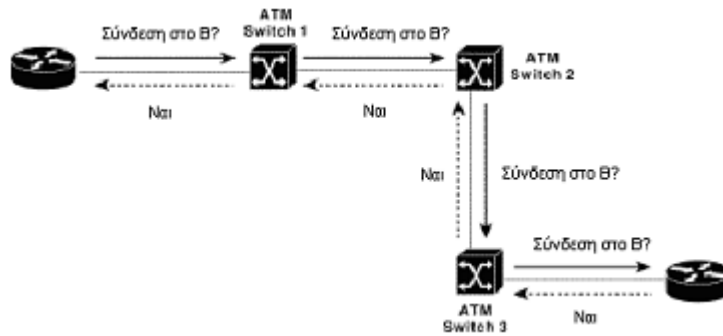 ATM
Switch 1
Σύνδεση στο Β?
Σύνδεση στο Β?
ATM
Switch 2
Ναι
Ναι
Ναι
Σύνδεση στο Β?
Σύνδεση στο Β?
ATM
Switch 3
Ναι